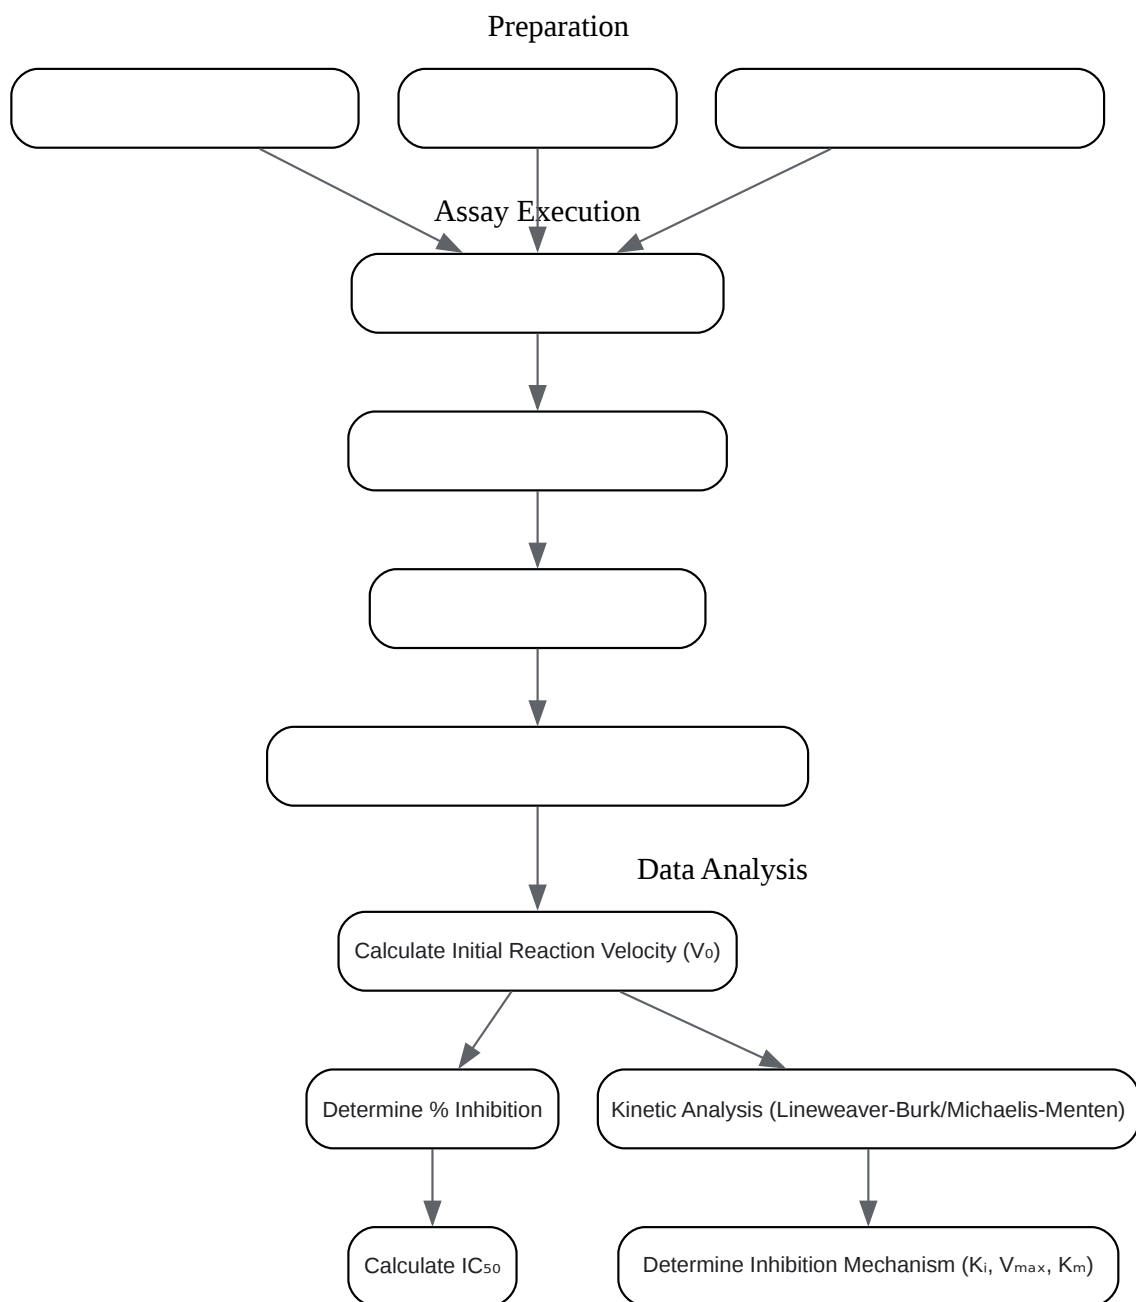 Preparation
Assay Execution
Data Analysis
Calculate Initial Reaction Velocity (V₀)
Determine % Inhibition
Kinetic Analysis (Lineweaver-Burk/Michaelis-Menten)
Calculate IC₅₀
Determine Inhibition Mechanism (Kᵢ, Vₘₐₓ, Kₘ)